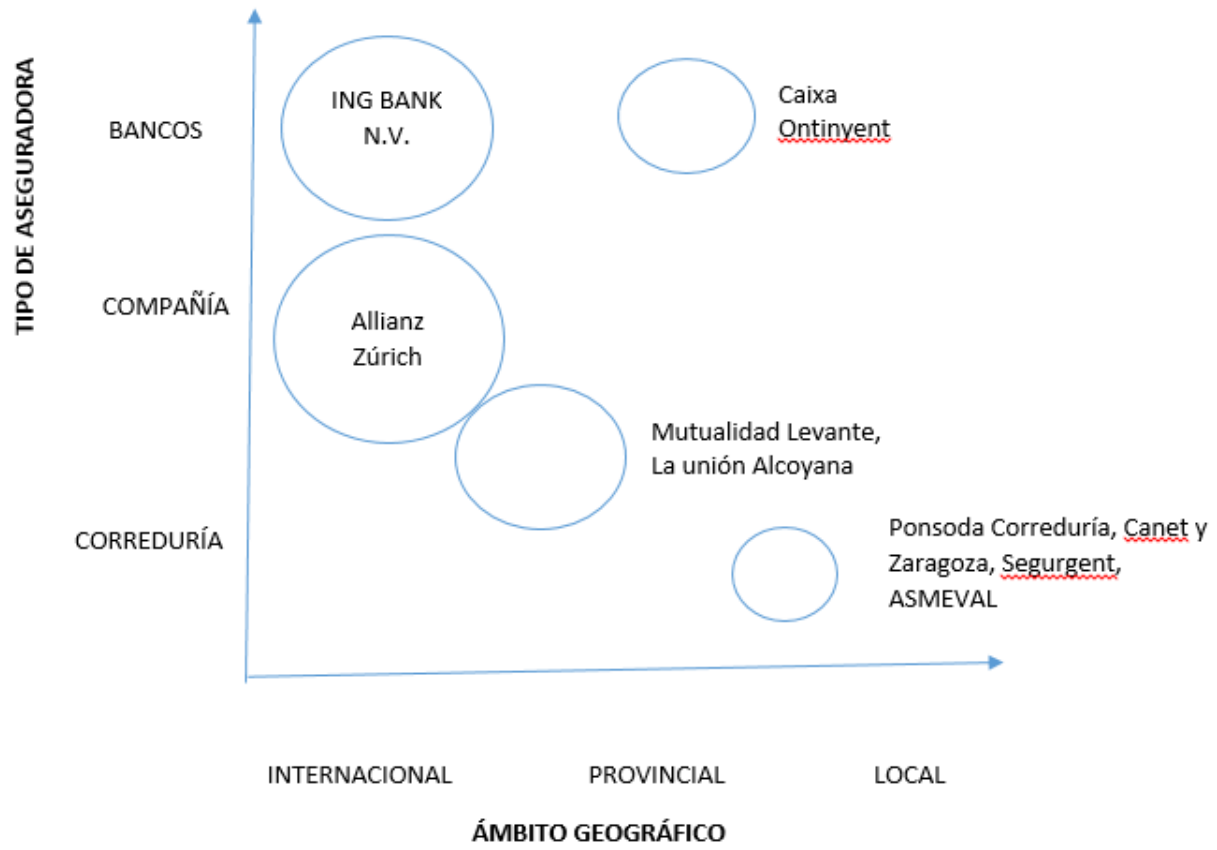 TIPO DE ASEGURADORA
BANCOS
ING BANK
N.V.
Caixa
Ontinyent
COMPAÑÍA
Allianz
Zúrich
Mutualidad Levante,
La unión Alcoyana
CORREDURÍA
Ponsoda Correduría, Canet y
Zaragoza, Segurgent,
ASMEVAL
INTERNACIONAL
PROVINCIAL
LOCAL
ÁMBITO GEOGRÁFICO